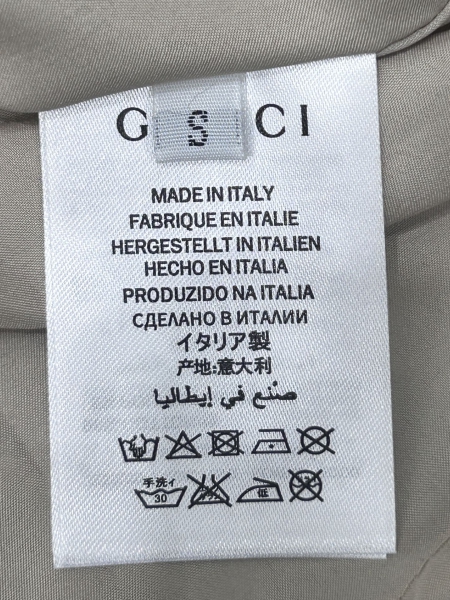 G S CI
MADE IN ITALY
FABRIQUE EN ITALIE
HERGESTELLT IN ITALIEN
HECHO EN ITALIA
PRODUZIDO NA ITALIA
СДЕЛАНО В ИТАЛИИ
イタリア製
产地:意大利
صنع في إيطاليا
手洗イ
30 低